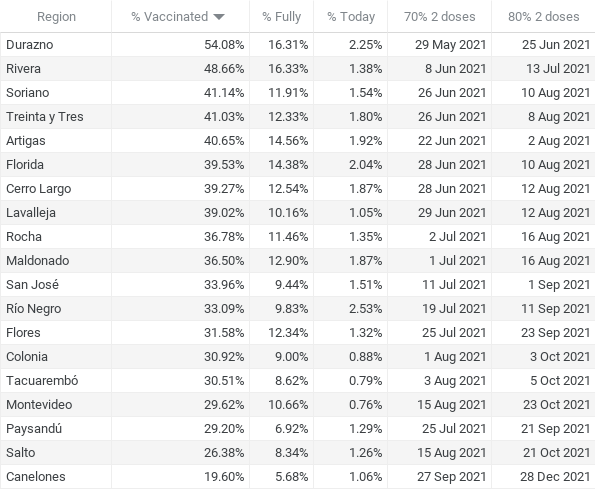 Region % Vaccinated % Fully % Today 70% 2 doses 80% 2 doses
Durazno 54.08% 16.31% 2.25% 29 May 2021 25 Jun 2021
Rivera 48.66% 16.33% 1.38% 8 Jun 2021 13 Jul 2021
Soriano 41.14% 11.91% 1.54% 26 Jun 2021 10 Aug 2021
Treinta y Tres 41.03% 12.33% 1.80% 26 Jun 2021 8 Aug 2021
Artigas 40.65% 14.56% 1.92% 22 Jun 2021 2 Aug 2021
Florida 39.53% 14.38% 2.04% 28 Jun 2021 10 Aug 2021
Cerro Largo 39.27% 12.54% 1.87% 28 Jun 2021 12 Aug 2021
Lavalleja 39.02% 10.16% 1.05% 29 Jun 2021 12 Aug 2021
Rocha 36.78% 11.46% 1.35% 2 Jul 2021 16 Aug 2021
Maldonado 36.50% 12.90% 1.87% 1 Jul 2021 16 Aug 2021
San José 33.96% 9.44% 1.51% 11 Jul 2021 1 Sep 2021
Río Negro 33.09% 9.83% 2.53% 19 Jul 2021 11 Sep 2021
Flores 31.58% 12.34% 1.32% 25 Jul 2021 23 Sep 2021
Colonia 30.92% 9.00% 0.88% 1 Aug 2021 3 Oct 2021
Tacuarembó 30.51% 8.62% 0.79% 3 Aug 2021 5 Oct 2021
Montevideo 29.62% 10.66% 0.76% 15 Aug 2021 23 Oct 2021
Paysandú 29.20% 6.92% 1.29% 25 Jul 2021 21 Sep 2021
Salto 26.38% 8.34% 1.26% 15 Aug 2021 21 Oct 2021
Canelones 19.60% 5.68% 1.06% 27 Sep 2021 28 Dec 2021